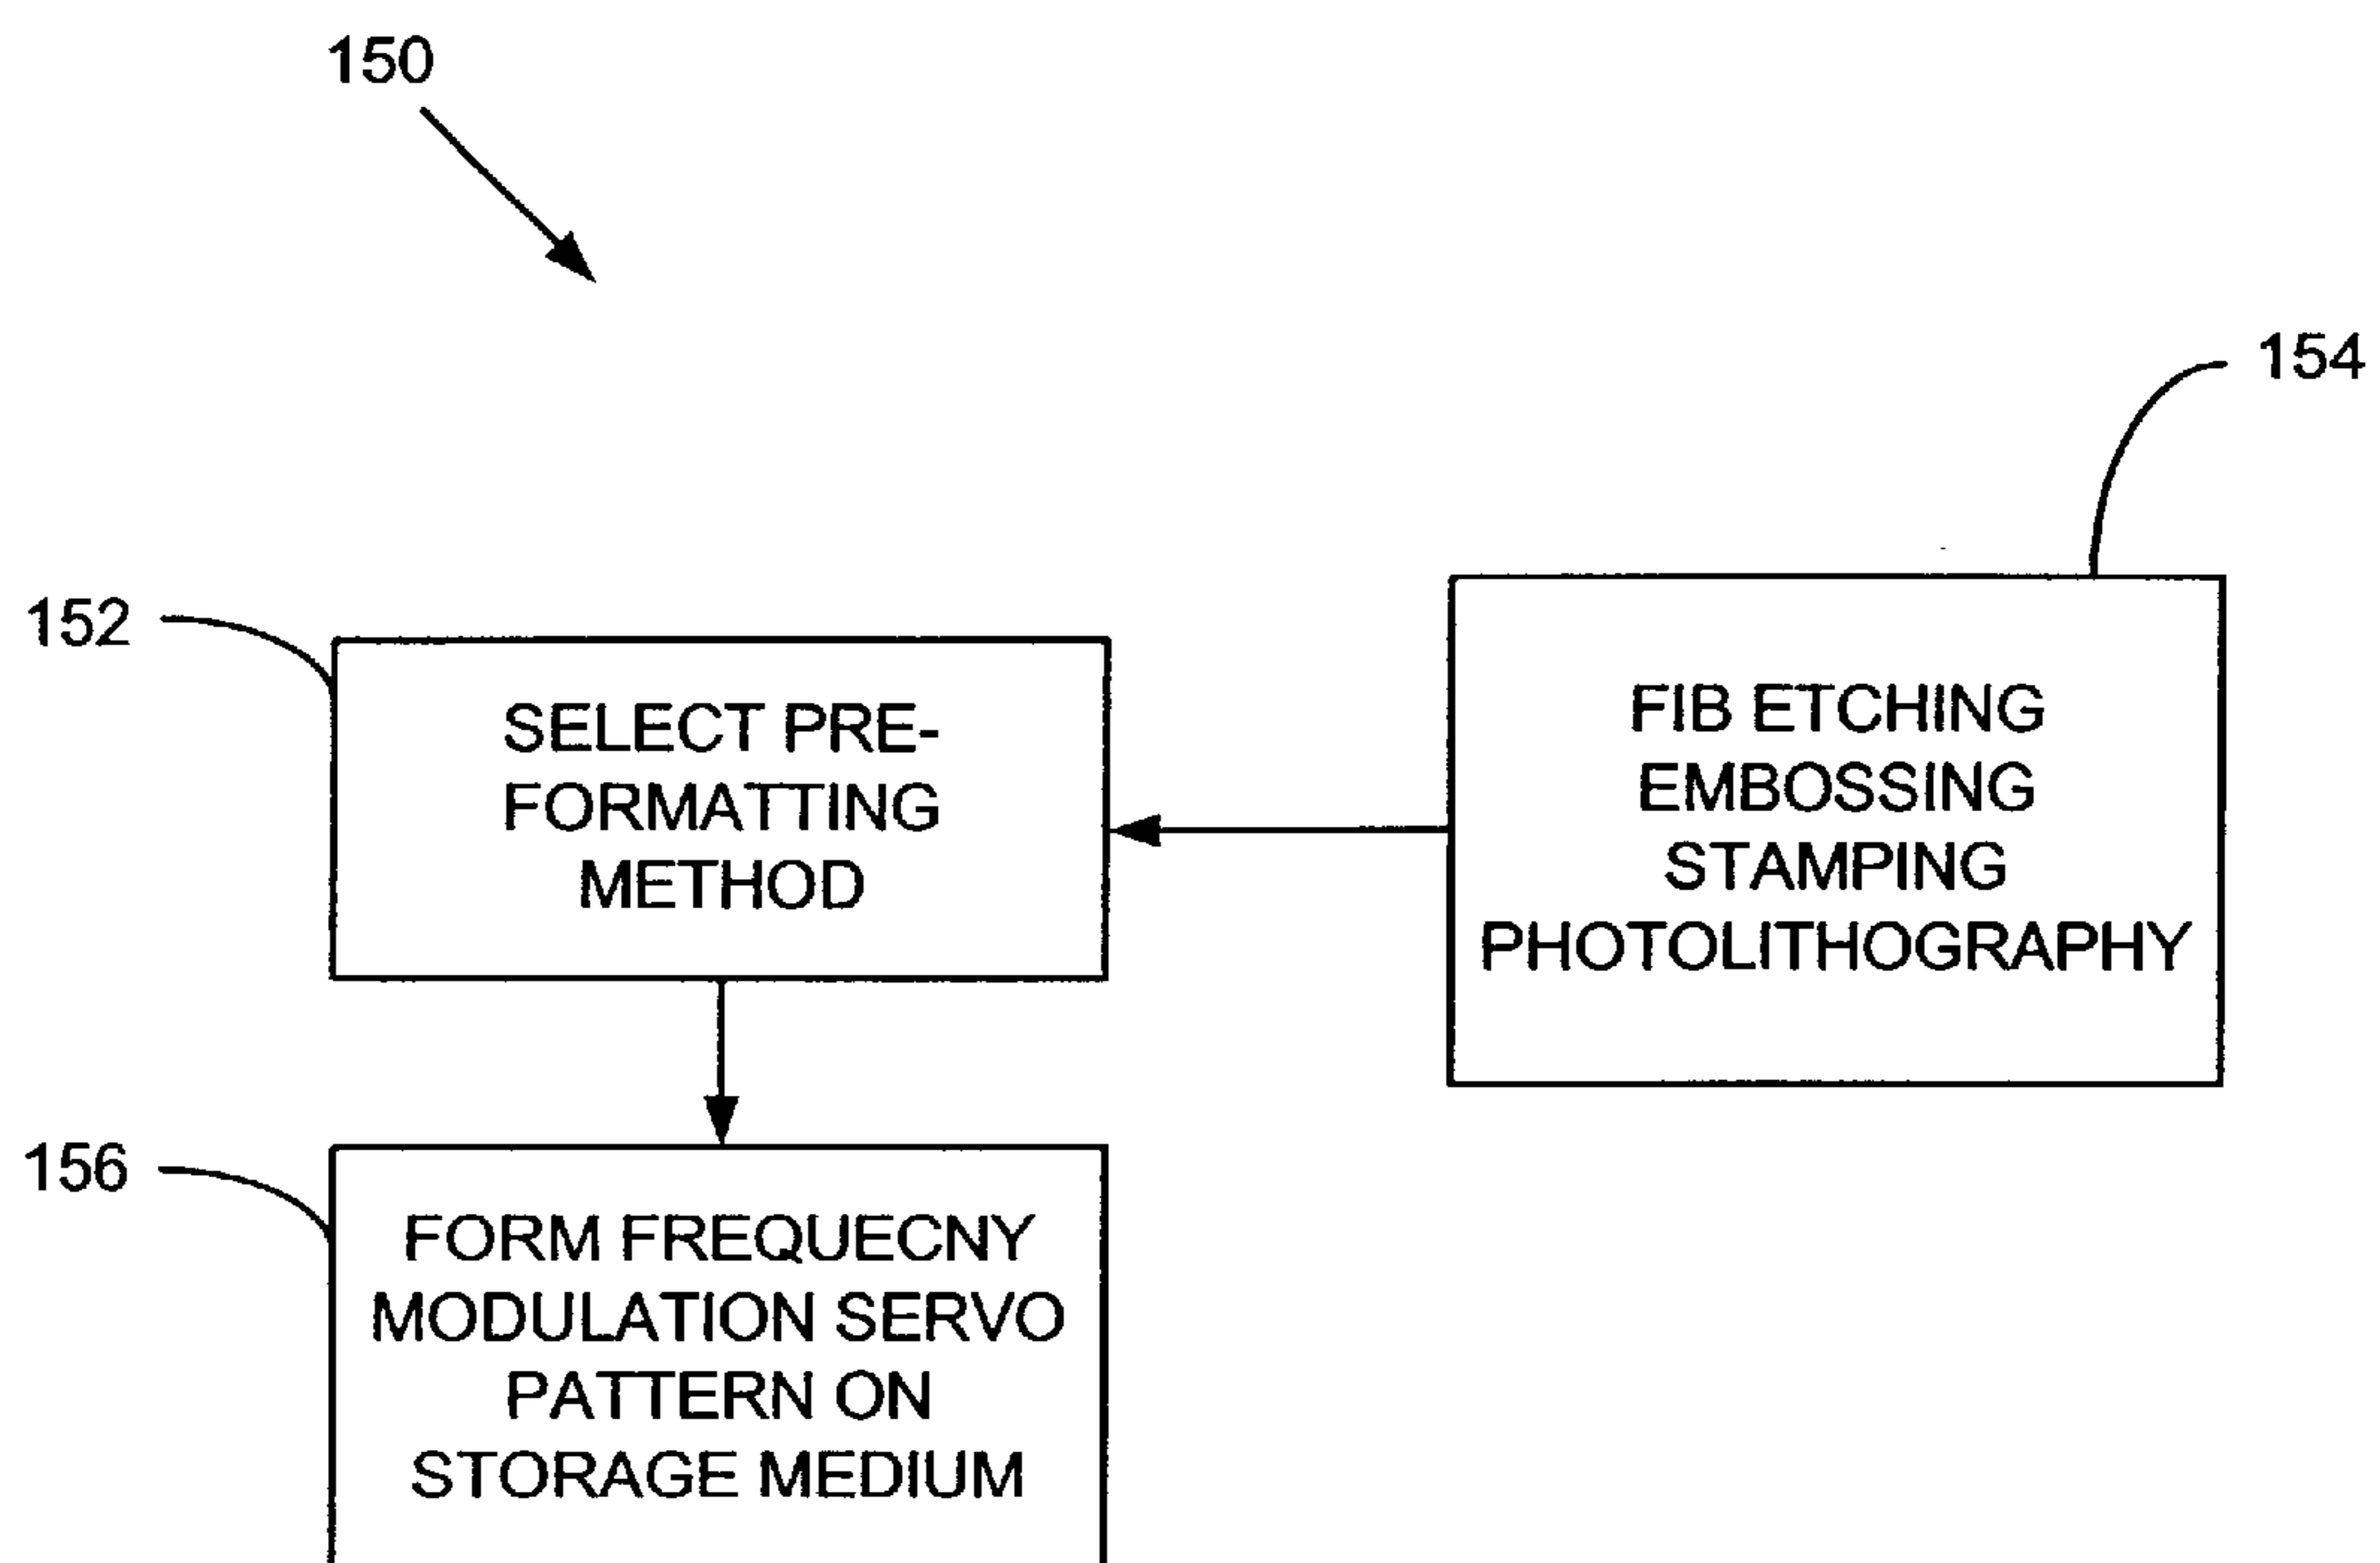 150
154
152
SELECT PRE-
FORMATTING
METHOD
FIB ETCHING
EMBOSSING
STAMPING
PHOTOLITHOGRAPHY
156
FORM FREQUECNY
MODULATION SERVO
PATTERN ON
STORAGE MEDIUM